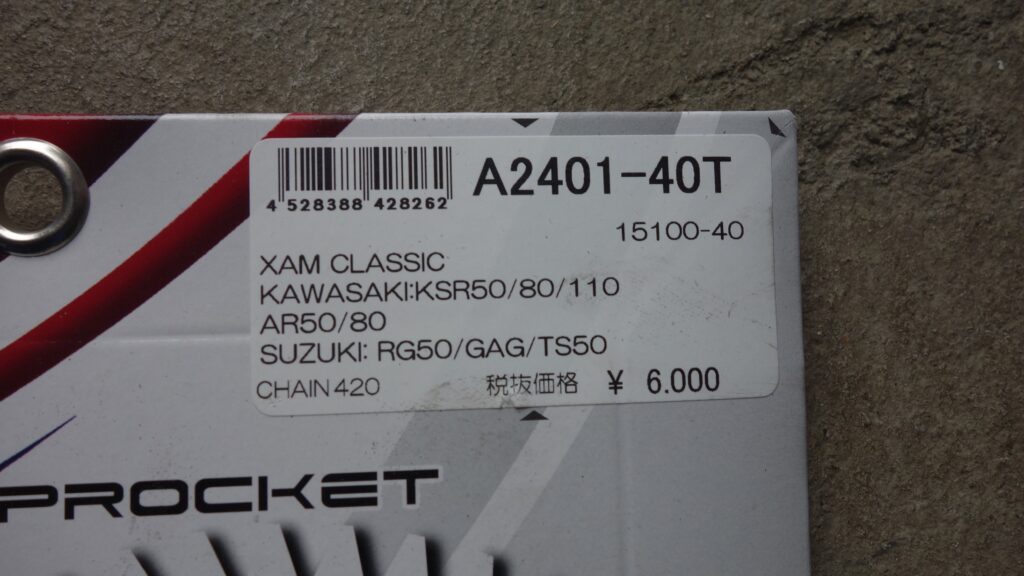 A2401-40T
4 528388 428262
15100-40
XAM CLASSIC
KAWASAKI:KSR50/80/110
AR50/80
SUZUKI: RG50/GAG/TS50
CHAIN 420 税抜価格 ¥ 6.000
PROCKET